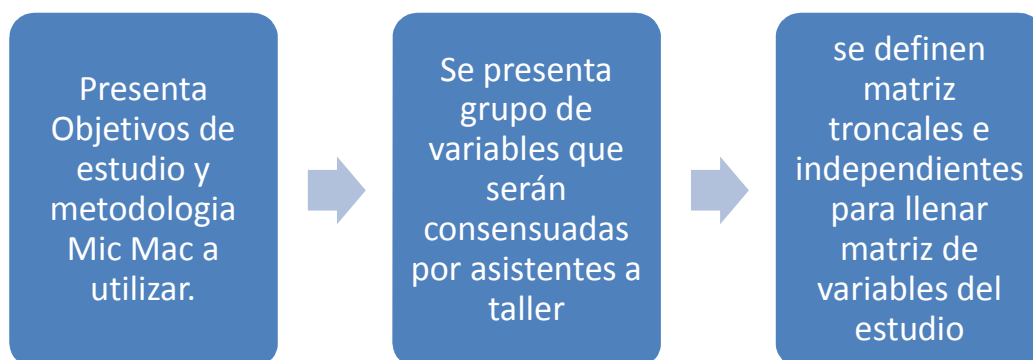 Presenta
Objetivos de
estudio y
metodologia
Mic Mac a
utilizar.
Se presenta
grupo de
variables que
serán
consensuadas
por asistentes a
taller
se definen
matriz
troncales e
independientes
para llenar
matriz de
variables del
estudio